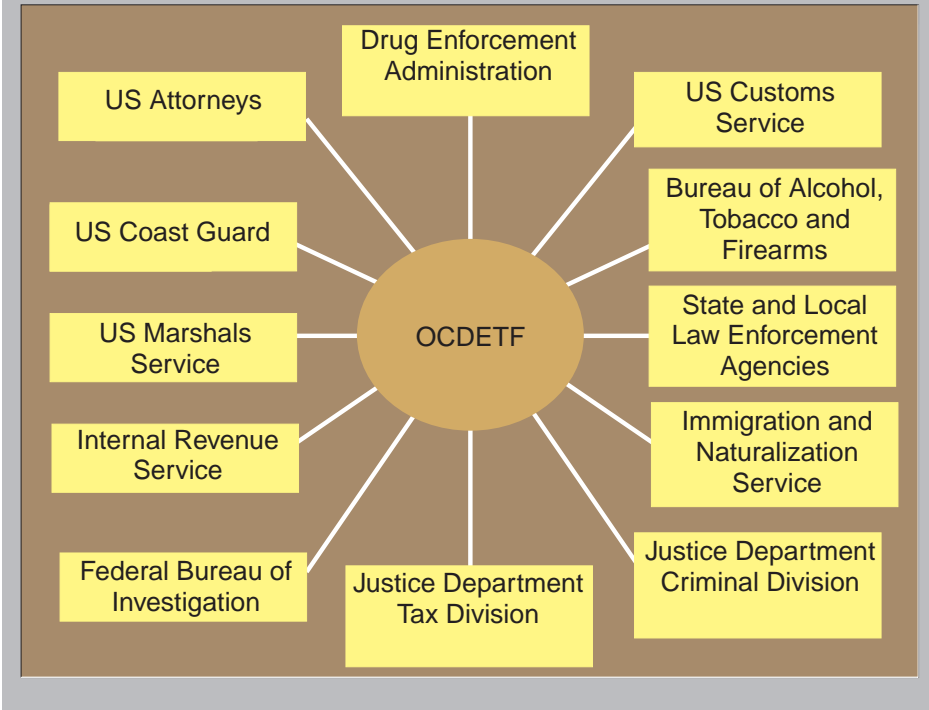 Drug Enforcement
Administration
US Attorneys
US Customs
Service
Bureau of Alcohol,
Tobacco and
Firearms
US Coast Guard
State and Local
Law Enforcement
Agencies
US Marshals
Service
OCDETF
Immigration and
Naturalization
Service
Internal Revenue
Service
Justice Department
Criminal Division
Federal Bureau of
Investigation
Justice Department
Tax Division